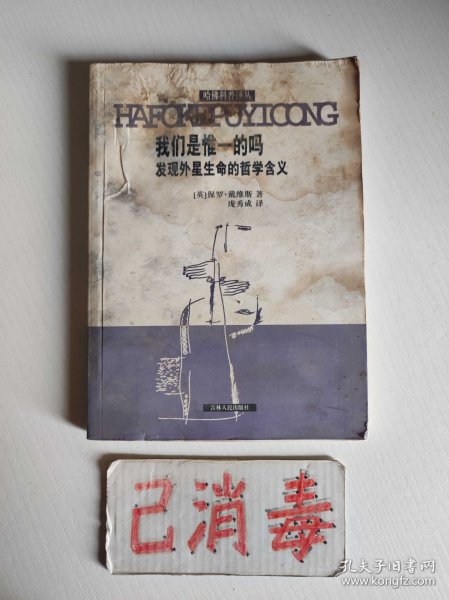 哈佛科普译丛
HAFOKEPUYICONG
我们是惟一的吗
发现外星生命的哲学含义
[英]保罗·戴维斯 著
庞秀成 译
吉林人民出版社
已消毒
孔夫子旧书网
www.kongfz.com